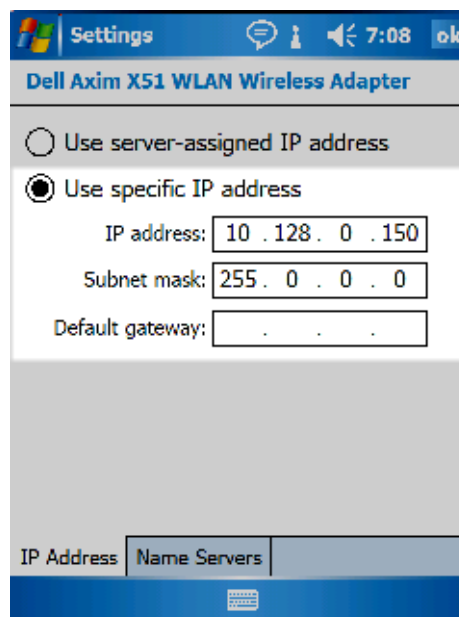 Settings 7:08 ok
Dell Axim X51 WLAN Wireless Adapter
Use server-assigned IP address
Use specific IP address
IP address: 10 . 128 . 0 . 150
Subnet mask: 255 . 0 . 0 . 0
Default gateway: . . .
IP Address Name Servers